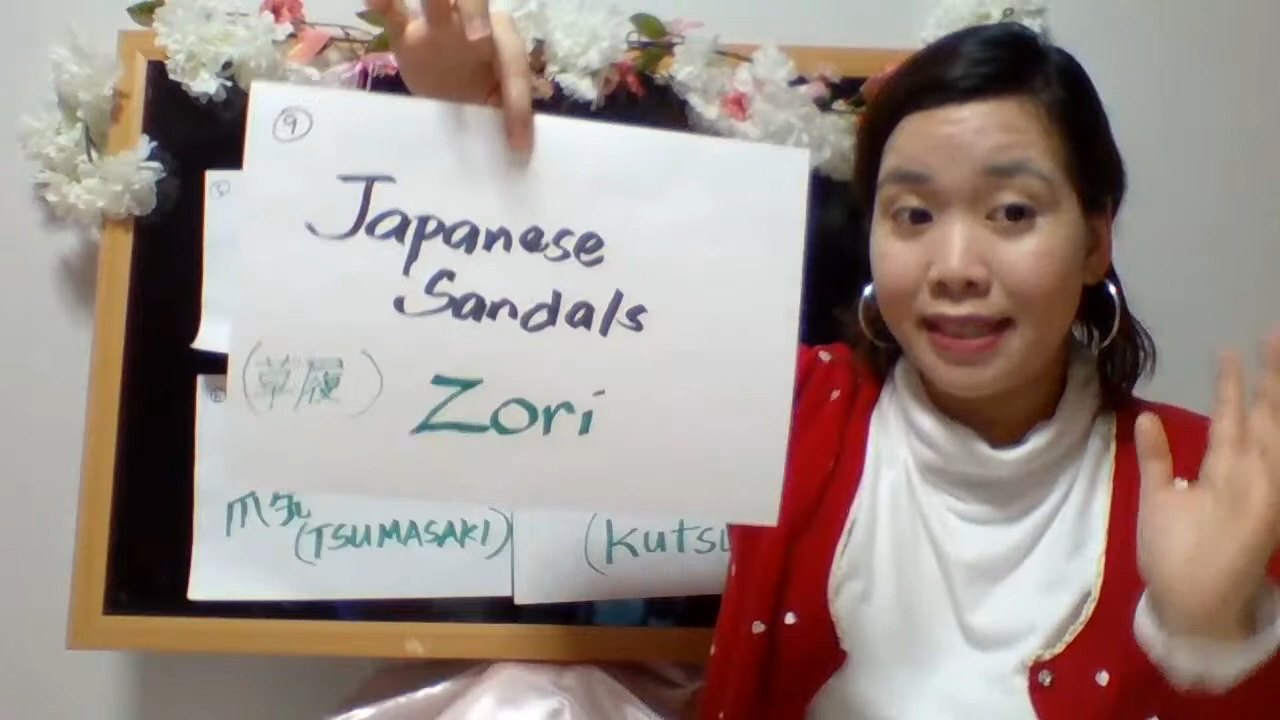 9
Japanese
Sandals
(草履) Zori
爪先
(TSUMASAKI)
(Kutsu